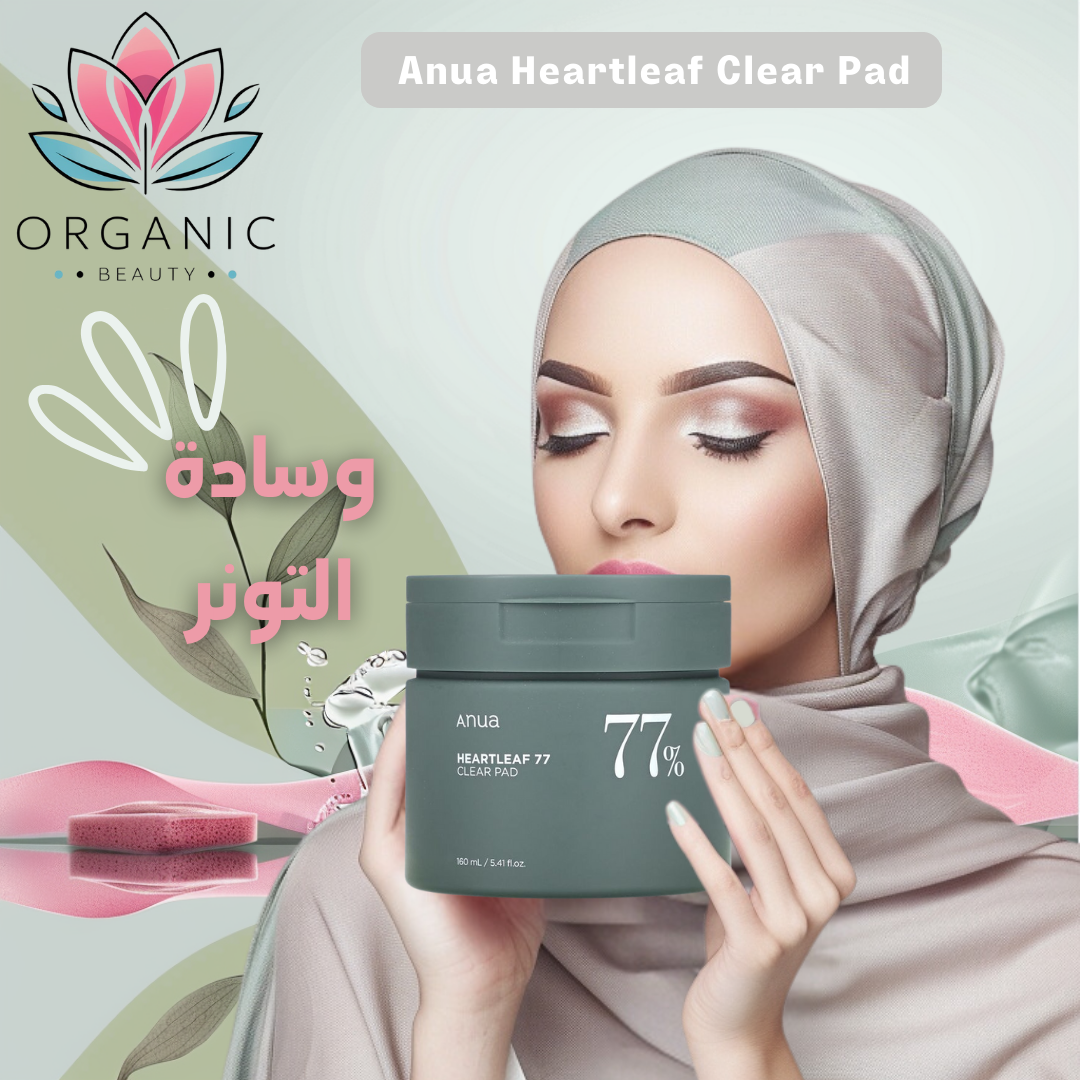 ORGANIC
• • BEAUTY • •
Anua Heartleaf Clear Pad
وسادة
التونر
Anua
77%
HEARTLEAF 77
CLEAR PAD
160 mL / 5.41 fl.oz.